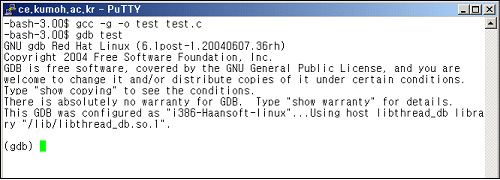 ce.kumoh.ac.kr - PuTTY
-bash-3.00$ gcc -g -o test test.c
-bash-3.00$ gdb test
GNU gdb Red Hat Linux (6.1post-1.20040607.36rh)
Copyright 2004 Free Software Foundation, Inc.
GDB is free software, covered by the GNU General Public License, and you are
welcome to change it and/or distribute copies of it under certain conditions.
Type "show copying" to see the conditions.
There is absolutely no warranty for GDB.  Type "show warranty" for details.
This GDB was configured as "i386-Haansoft-linux"...Using host libthread_db libra
ry "/lib/libthread_db.so.1".
(gdb)